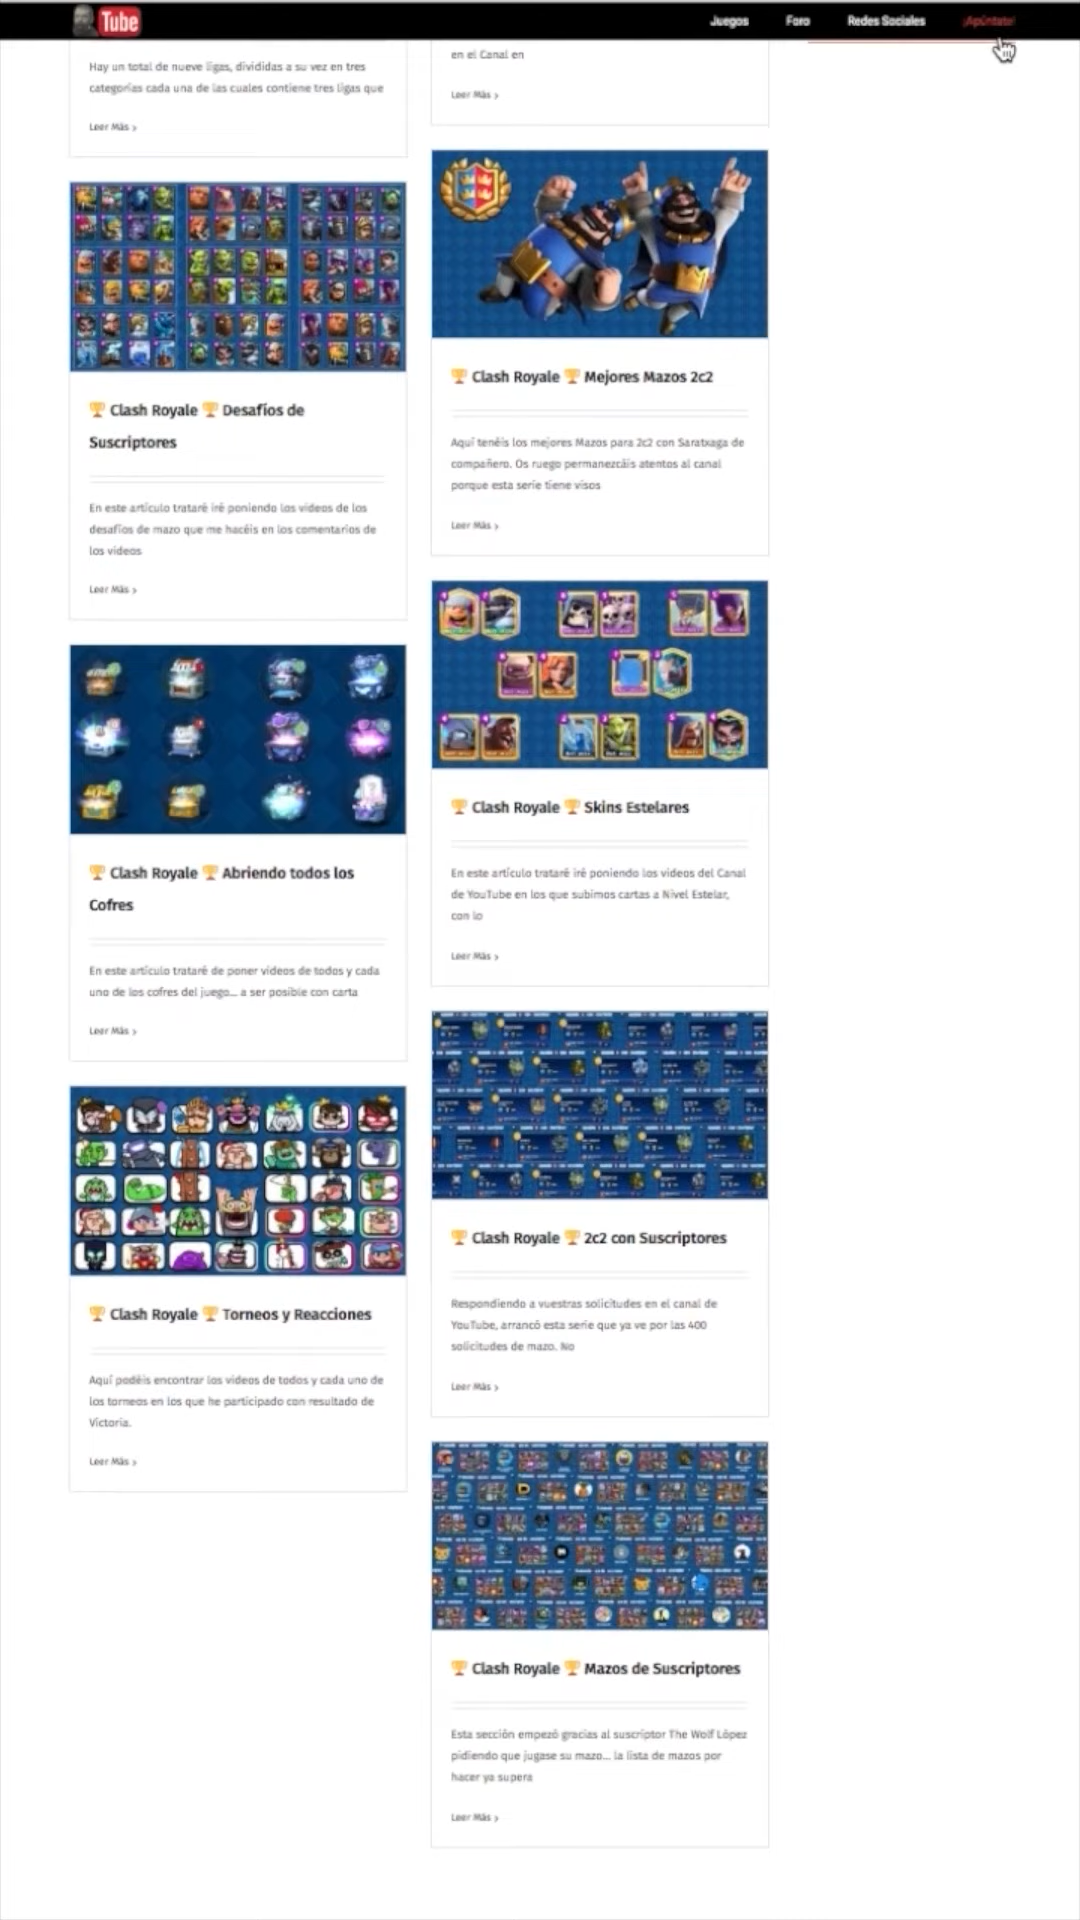 Tube
Juegos
Foro
Redes Sociales
¡Apúntate!
Hay un total de nueve ligas, divididas a su vez en tres
categorías cada una de las cuales contiene tres ligas que
Leer Más >
🏆 Clash Royale 🏆 Desafíos de
Suscriptores
En este artículo trataré iré poniendo los vídeos de los
desafíos de mazo que me hacéis en los comentarios de
los vídeos
Leer Más >
🏆 Clash Royale 🏆 Abriendo todos los
Cofres
En este artículo trataré de poner vídeos de todos y cada
uno de los cofres del juego... a ser posible con carta
Leer Más >
🏆 Clash Royale 🏆 Torneos y Reacciones
Aquí podéis encontrar los vídeos de todos y cada uno de
los torneos en los que he participado con resultado de
Victoria.
Leer Más >
en el Canal en
Leer Más >
🏆 Clash Royale 🏆 Mejores Mazos 2c2
Aquí tenéis los mejores Mazos para 2c2 con Saratxaga de
compañero. Os ruego permanezcáis atentos al canal
porque esta serie tiene visos
Leer Más >
🏆 Clash Royale 🏆 Skins Estelares
En este artículo trataré iré poniendo los vídeos del Canal
de YouTube en los que subimos cartas a Nivel Estelar,
con lo
Leer Más >
🏆 Clash Royale 🏆 2c2 con Suscriptores
Respondiendo a vuestras solicitudes en el canal de
YouTube, arrancó esta serie que ya ve por las 400
solicitudes de mazo. No
Leer Más >
🏆 Clash Royale 🏆 Mazos de Suscriptores
Esta sección empezó gracias al suscriptor The Wolf López
pidiendo que jugase su mazo... la lista de mazos por
hacer ya supera
Leer Más >